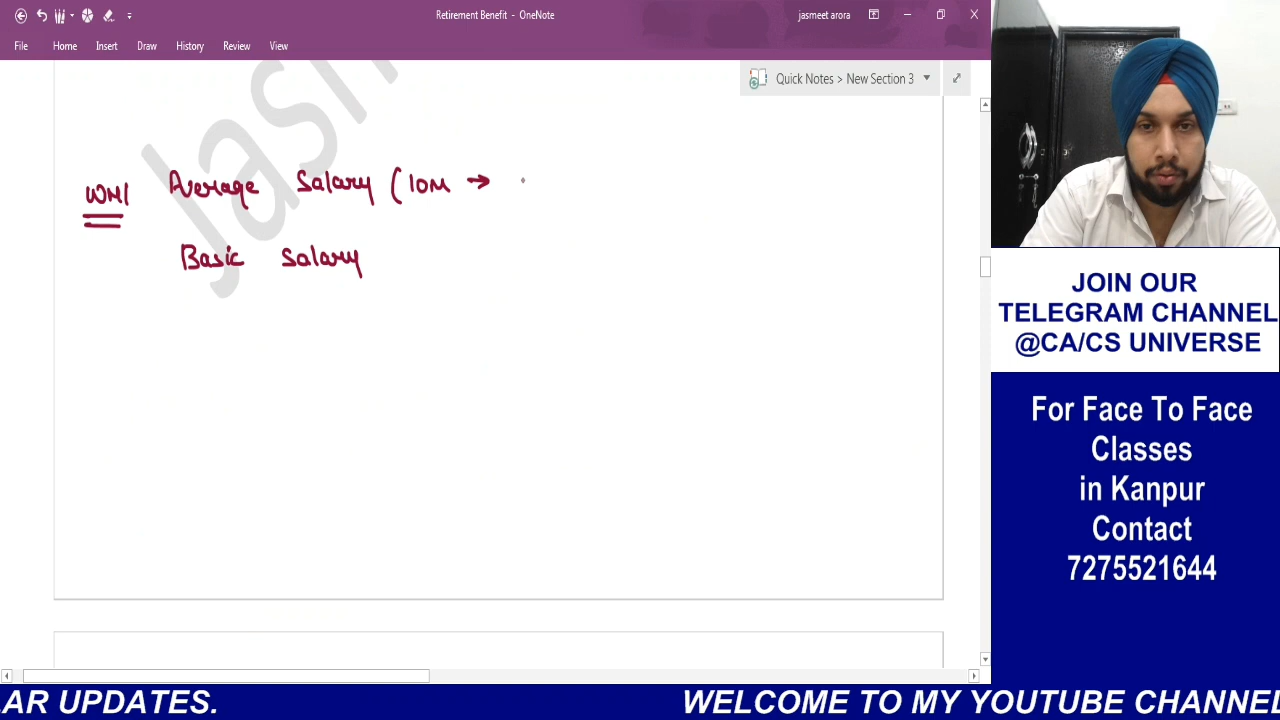 Retirement Benefit - OneNote
jasmeet arora
File Home Insert Draw History Review View
Quick Notes > New Section 3
Jasm
WN1 Average Salary (10M →
Basic Salary
JOIN OUR
TELEGRAM CHANNEL
@CA/CS UNIVERSE
For Face To Face
Classes
in Kanpur
Contact
7275521644
AR UPDATES. WELCOME TO MY YOUTUBE CHANNEL